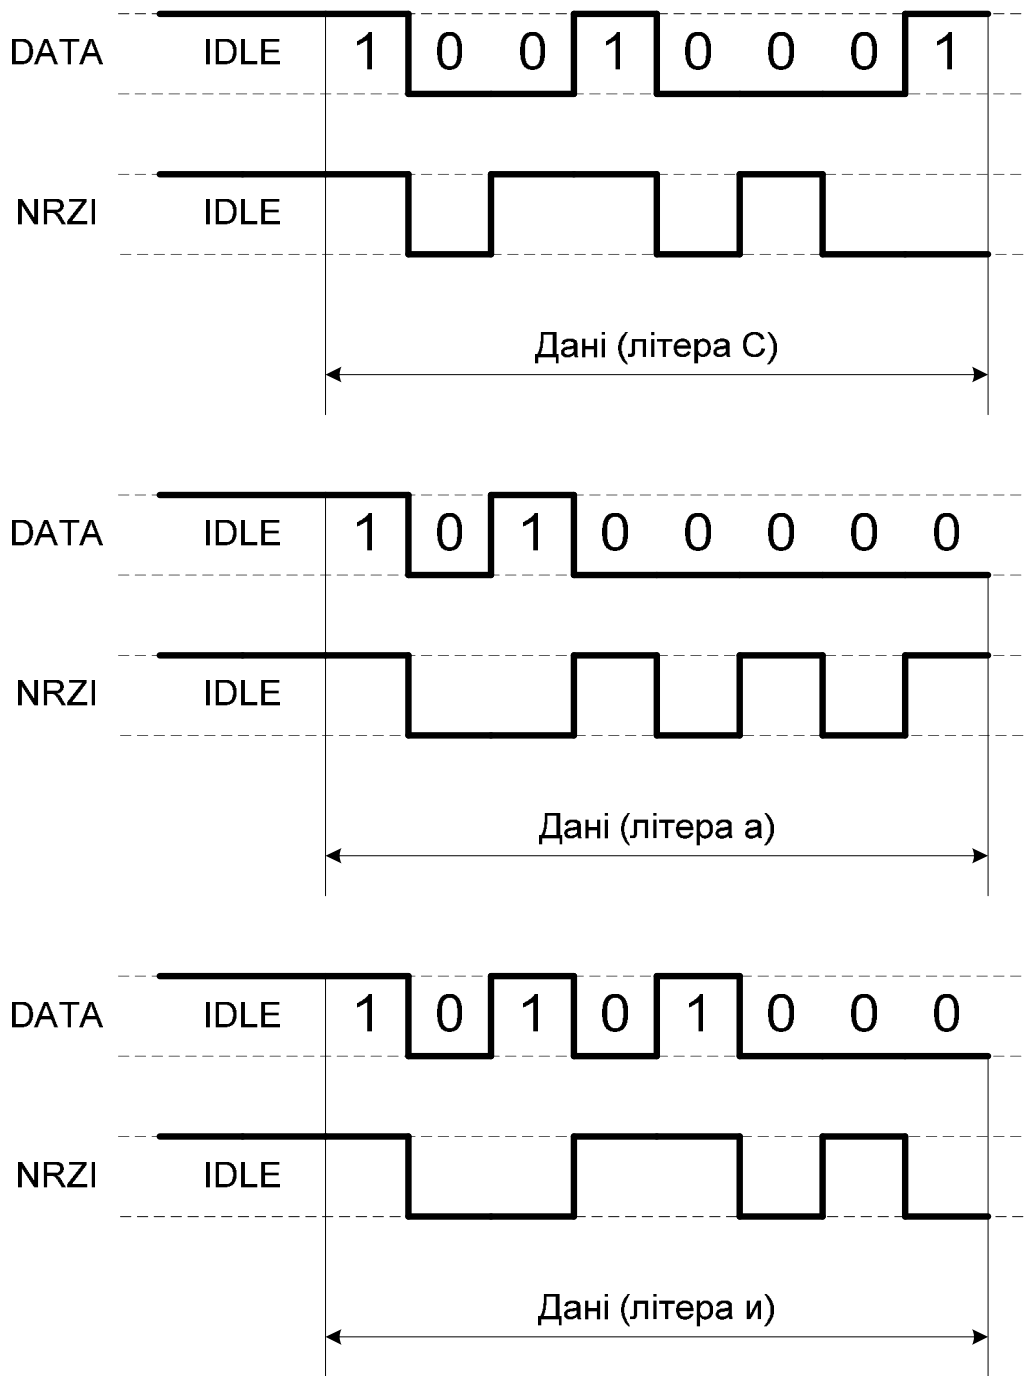 DATA IDLE 1 0 0 1 0 0 0 1
NRZI IDLE
Дані (літера С)
DATA IDLE 1 0 1 0 0 0 0 0
NRZI IDLE
Дані (літера а)
DATA IDLE 1 0 1 0 1 0 0 0
NRZI IDLE
Дані (літера и)